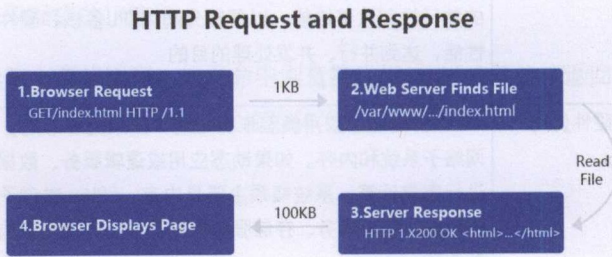 HTTP Request and Response
1.Browser Request
GET/index.html HTTP /1.1
1KB
2.Web Server Finds File
/var/www/.../index.html
Read
File
4.Browser Displays Page
100KB
3.Server Response
HTTP 1.X200 OK <html>...</html>